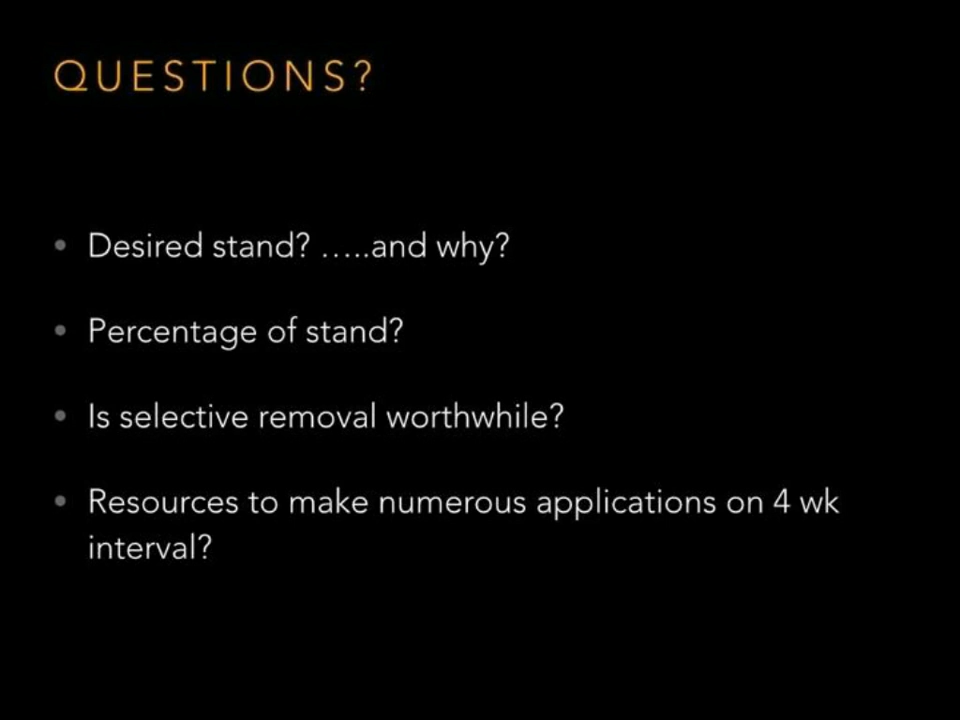 QUESTIONS?
• Desired stand? …..and why?
• Percentage of stand?
• Is selective removal worthwhile?
• Resources to make numerous applications on 4 wk
interval?